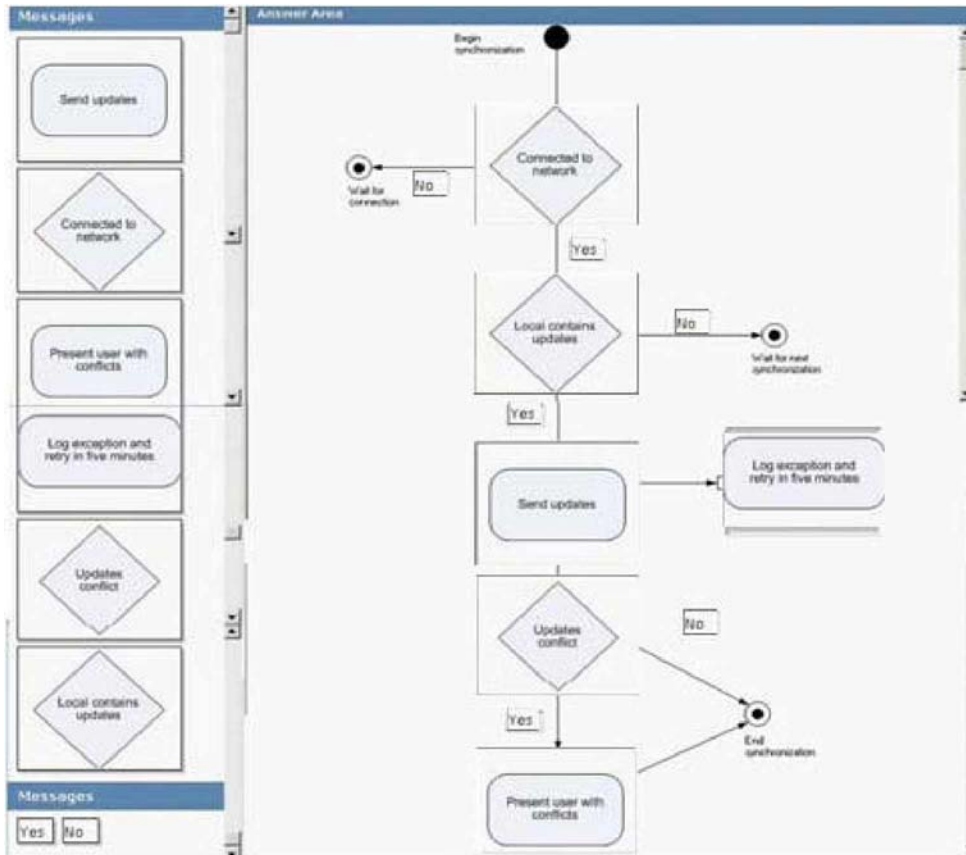 Messages
Send updates
Connected to
network
Present user with
conflicts
Log exception and
retry in five minutes
Updates
conflict
Local contains
updates
Messages
Yes No
Answer Area
Begin
synchronization
Connected to
network
No
Wait for
connection
Yes
Local contains
updates
No
Wait for next
synchronization
Yes
Send updates
Log exception and
retry in five minutes
Updates
conflict
No
Yes
End
synchronization
Present user with
conflicts